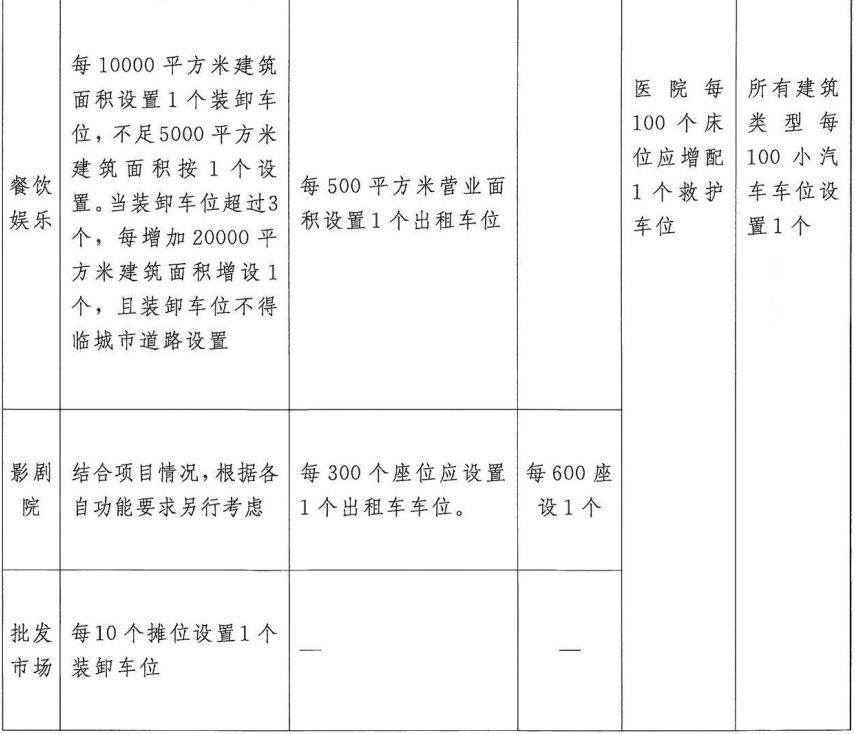 餐饮
娱乐
每10000平方米建筑
面积设置1个装卸车
位，不足5000平方米
建筑面积按1个设
置。当装卸车位超过3
个，每增加20000平
方米建筑面积增设1
个，且装卸车位不得
临城市道路设置
每500平方米营业面
积设置1个出租车位
医院每
100个床
位应增配
1个救护
车位
所有建筑
类型每
100小汽
车车位设
置1个
影剧
院
结合项目情况，根据各
自功能要求另行考虑
每300个座位应设置
1个出租车车位。
每600座
设1个
批发
市场
每10个摊位设置1个
装卸车位
—
—